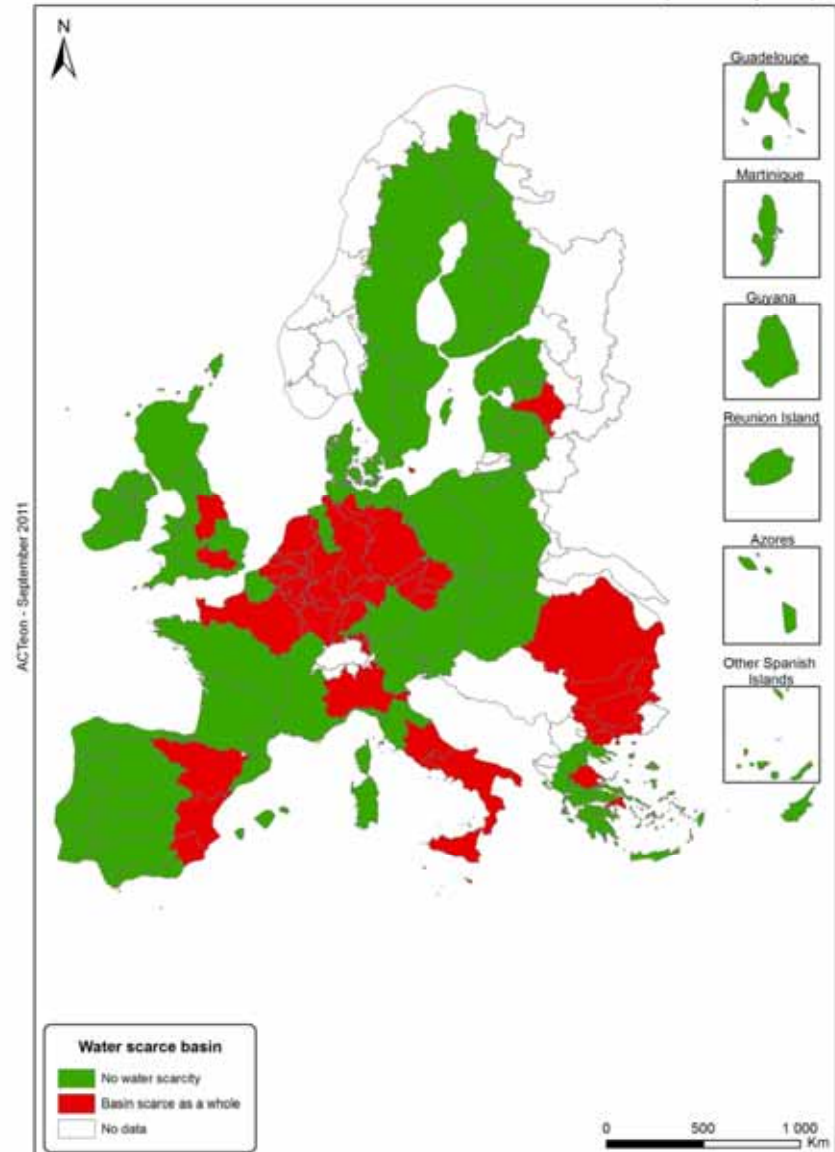 N
Guadeloupe
Martinique
Guyana
Reunion Island
Azores
Other Spanish
Islands
ACTeon - September 2011
Water scarce basin
No water scarcity
Basin scarce as a whole
No data
0 500 1 000
Km